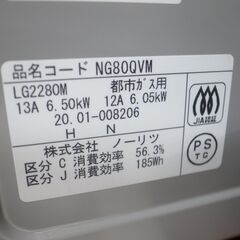 品名コード NG80QVM
LG2280M 都市ガス用
13A 6.50kW 12A 6.05kW
20.01-008206
H N
株式会社 ノーリツ
区分 C 消費効率 56.3%
区分 J 消費効率 185Wh
JIA認証
PS
TG